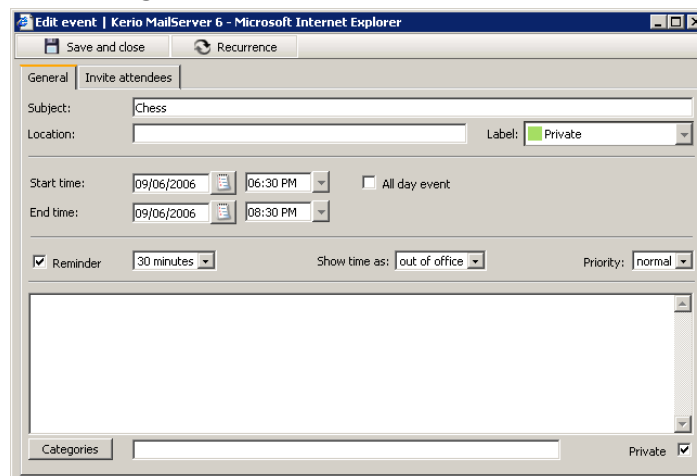 Edit event | Kerio MailServer 6 - Microsoft Internet Explorer
Save and close Recurrence
General Invite attendees
Subject: Chess
Location: Label: Private
Start time: 09/06/2006 06:30 PM All day event
End time: 09/06/2006 08:30 PM
Reminder 30 minutes Show time as: out of office Priority: normal
Categories Private